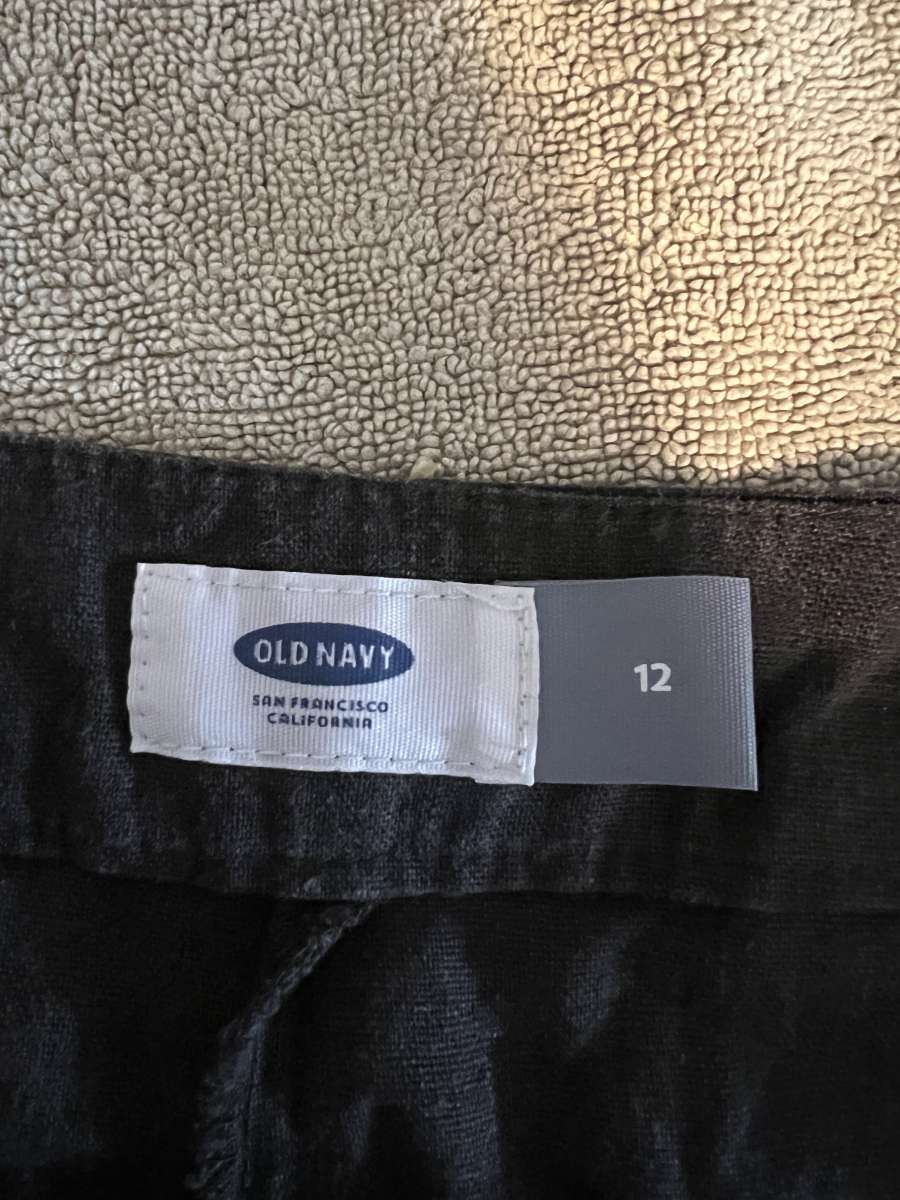 OLD NAVY
SAN FRANCISCO
CALIFORNIA
12